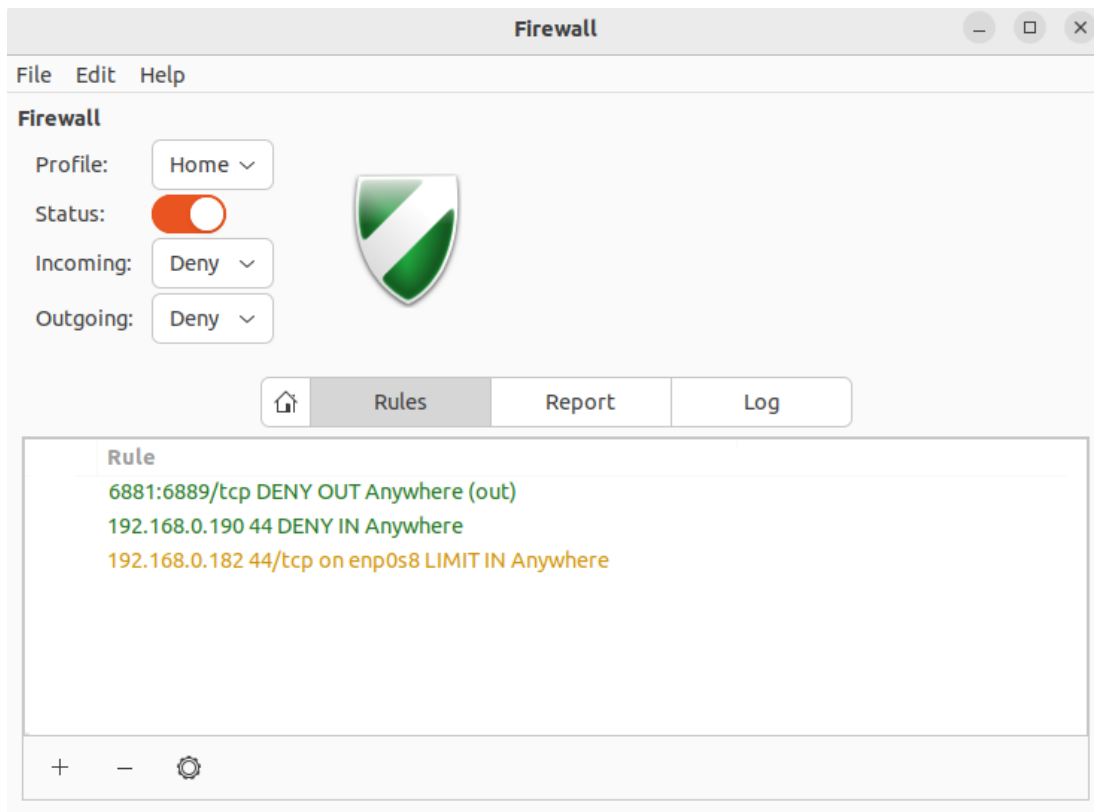 Firewall
File Edit Help
Firewall
Profile: Home
Status:
Incoming: Deny
Outgoing: Deny
Rules Report Log
Rule
6881:6889/tcp DENY OUT Anywhere (out)
192.168.0.190 44 DENY IN Anywhere
192.168.0.182 44/tcp on enp0s8 LIMIT IN Anywhere